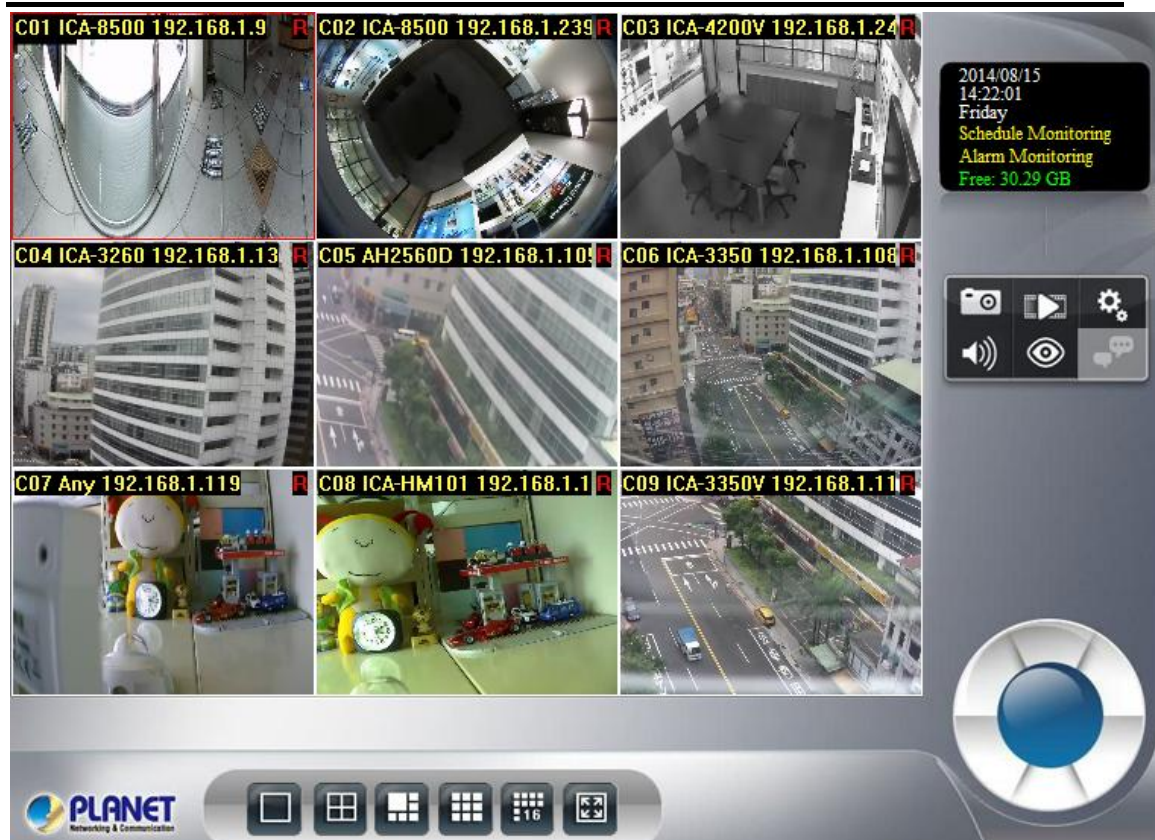 C01 ICA-8500 192.168.1.9 R
C02 ICA-8500 192.168.1.239 R
C03 ICA-4200V 192.168.1.24 R
2014/08/15
14:22:01
Friday
Schedule Monitoring
Alarm Monitoring
Free: 30.29 GB
C04 ICA-3260 192.168.1.13 R
C05 AH2560D 192.168.1.10 R
C06 ICA-3350 192.168.1.108 R
C07 Any 192.168.1.119 R
C08 ICA-HM101 192.168.1.1 R
C09 ICA-3350V 192.168.1.11 R
PLANET
Networking & Communication
16